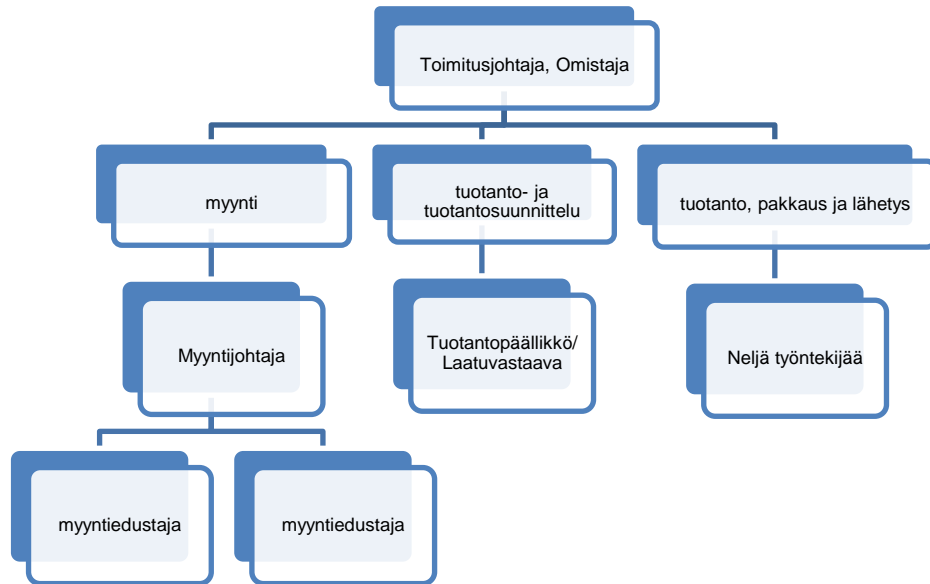 Toimitusjohtaja, Omistaja
myynti
tuotanto- ja
tuotantosuunnittelu
tuotanto, pakkaus ja lähetys
Myyntijohtaja
Tuotantopäällikkö/
Laatuvastaava
Neljä työntekijää
myyntiedustaja
myyntiedustaja